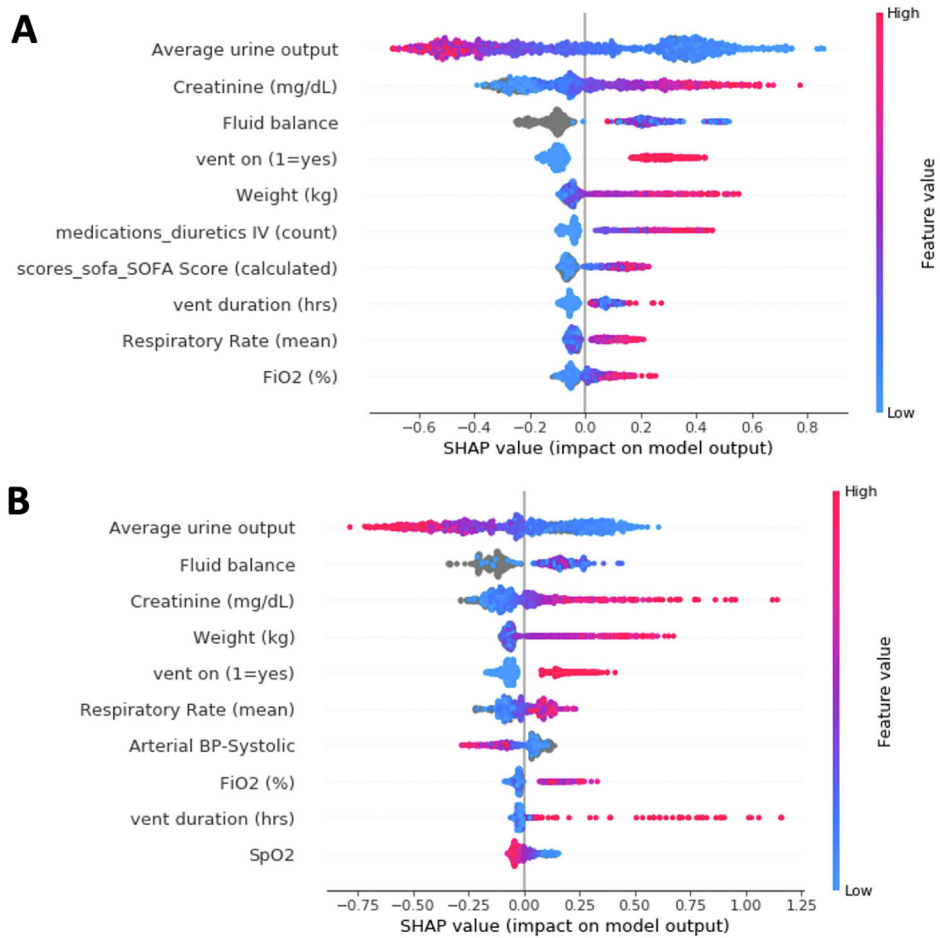 A
High
Average urine output
Creatinine (mg/dL)
Fluid balance
vent on (1=yes)
Weight (kg)
medications_diuretics IV (count)
scores_sofa_SOFA Score (calculated)
vent duration (hrs)
Respiratory Rate (mean)
FiO2 (%)
Feature value
Low
−0.6 −0.4 −0.2 0.0 0.2 0.4 0.6 0.8
SHAP value (impact on model output)
B
High
Average urine output
Fluid balance
Creatinine (mg/dL)
Weight (kg)
vent on (1=yes)
Respiratory Rate (mean)
Arterial BP-Systolic
FiO2 (%)
vent duration (hrs)
SpO2
Feature value
Low
−0.75 −0.50 −0.25 0.00 0.25 0.50 0.75 1.00 1.25
SHAP value (impact on model output)